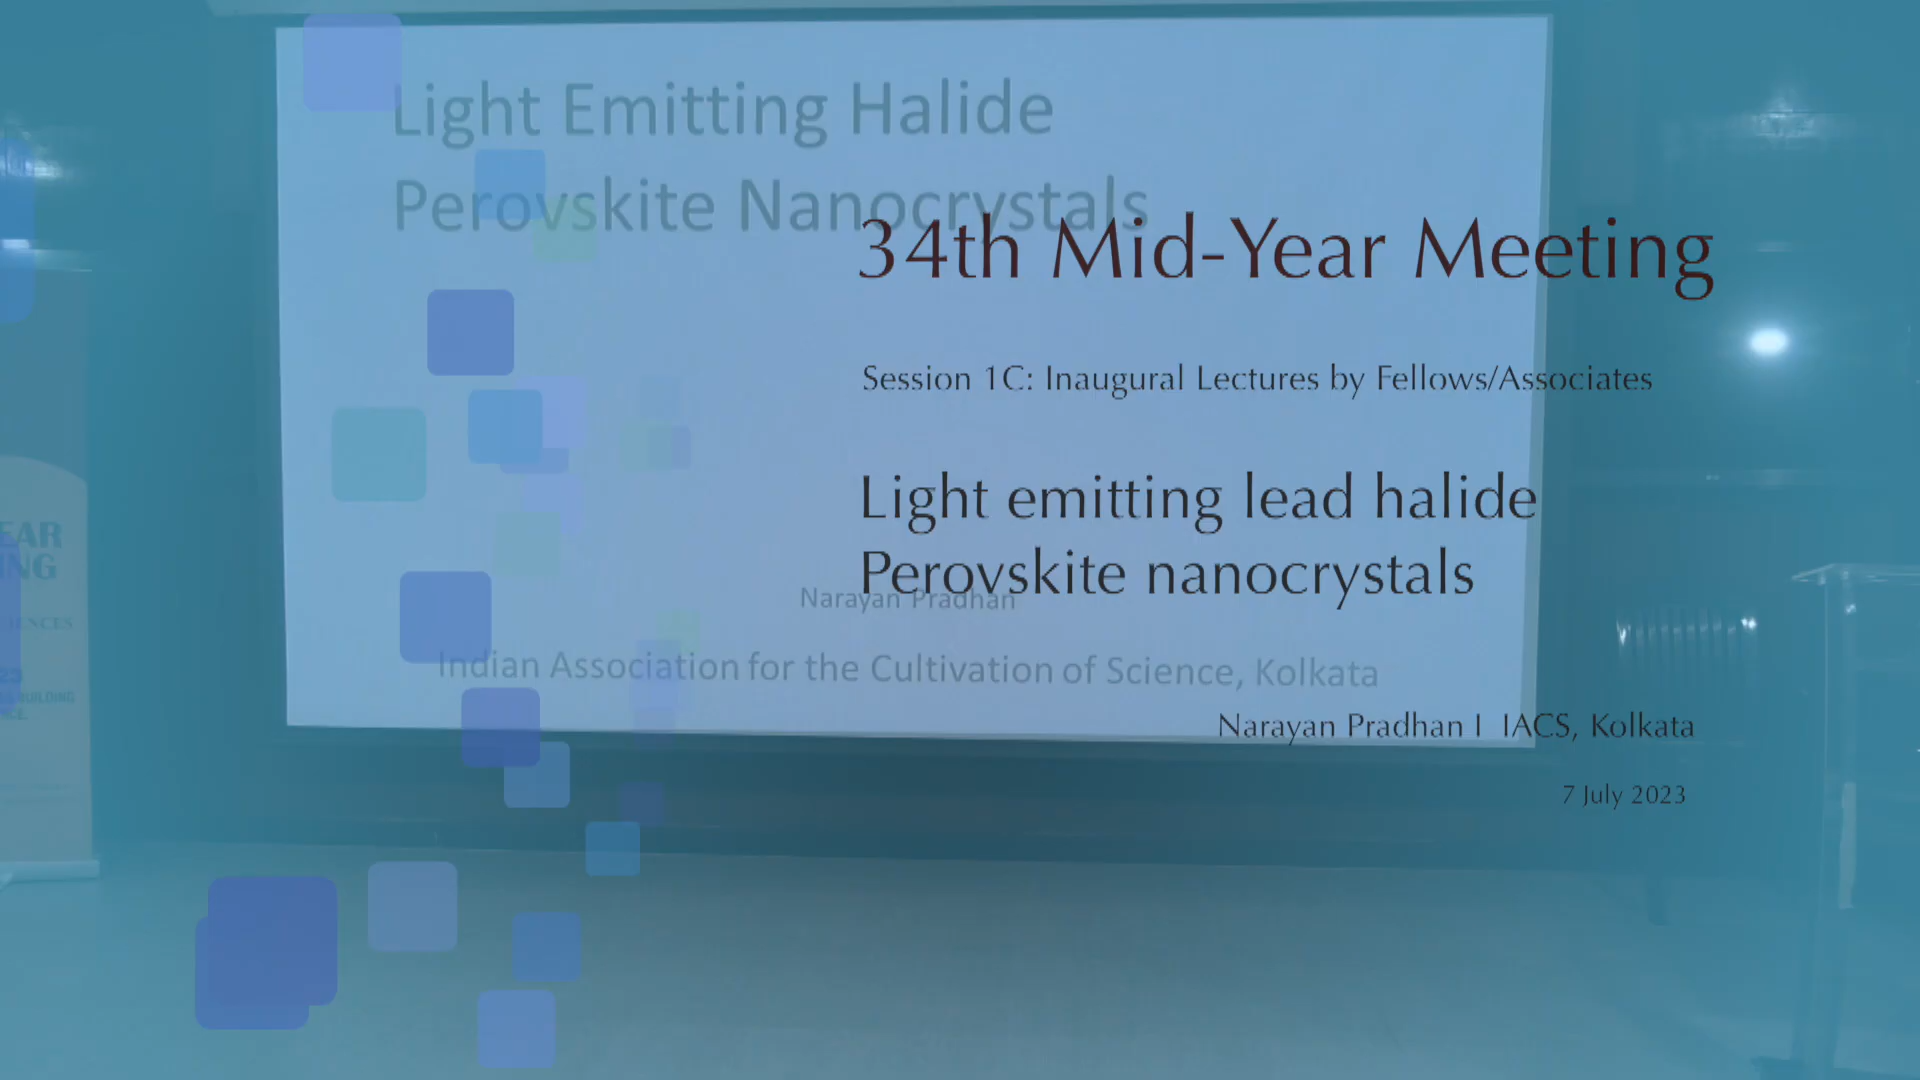 Light Emitting Halide
Perovskite Nanocrystals
34th Mid-Year Meeting
Session 1C: Inaugural Lectures by Fellows/Associates
Light emitting lead halide
Perovskite nanocrystals
Narayan Pradhan
Indian Association for the Cultivation of Science, Kolkata
Narayan Pradhan I IACS, Kolkata
7 July 2023
BUILDING